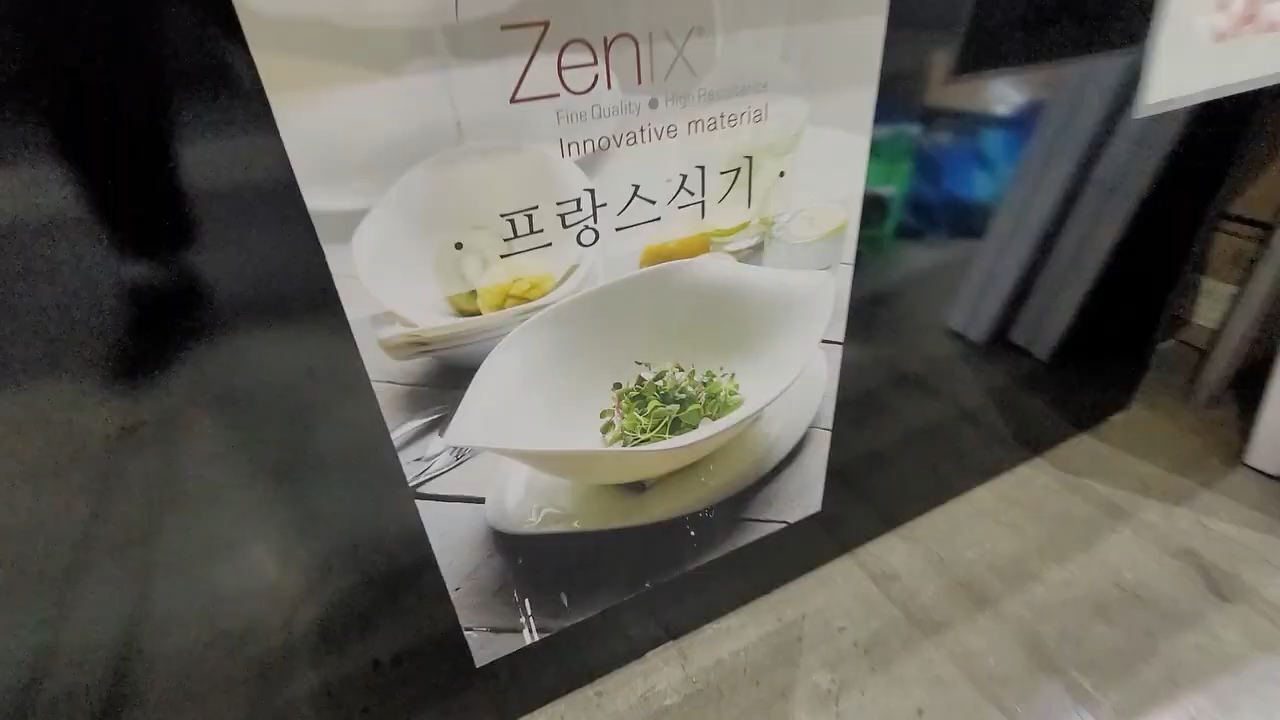 Zenix®
Fine Quality ● High Resistance
Innovative material
· 프랑스식기 ·